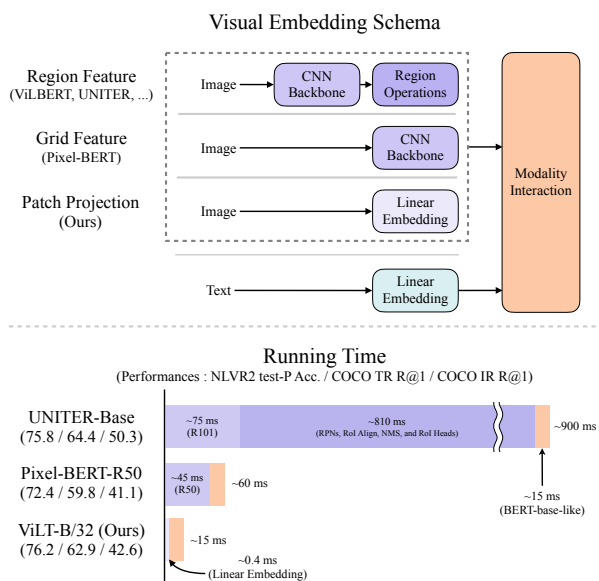 Visual Embedding Schema
Region Feature
(ViLBERT, UNITER, ...)
Image
CNN
Backbone
Region
Operations
Grid Feature
(Pixel-BERT)
Image
CNN
Backbone
Patch Projection
(Ours)
Image
Linear
Embedding
Modality
Interaction
Text
Linear
Embedding
Running Time
(Performances : NLVR2 test-P Acc. / COCO TR R@1 / COCO IR R@1)
UNITER-Base
(75.8 / 64.4 / 50.3)
~75 ms
(R101)
~810 ms
(RPNs, RoI Align, NMS, and RoI Heads)
~900 ms
~15 ms
(BERT-base-like)
Pixel-BERT-R50
(72.4 / 59.8 / 41.1)
~45 ms
(R50)
~60 ms
ViLT-B/32 (Ours)
(76.2 / 62.9 / 42.6)
~15 ms
~0.4 ms
(Linear Embedding)